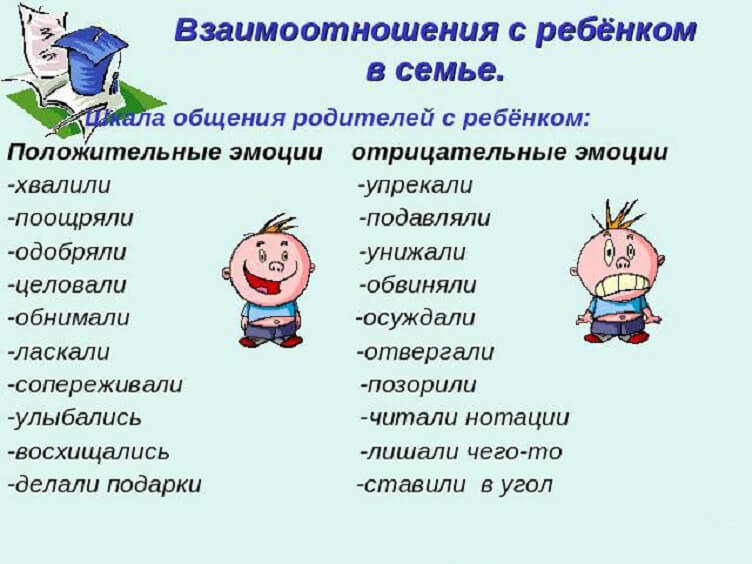 Взаимоотношения с ребёнком
в семье.
Шкала общения родителей с ребёнком:
Положительные эмоции отрицательные эмоции
-хвалили -упрекали
-поощряли -подавляли
-одобряли -унижали
-целовали -обвиняли
-обнимали -осуждали
-ласкали -отвергали
-сопереживали -позорили
-улыбались -читали нотации
-восхищались -лишали чего-то
-делали подарки -ставили в угол